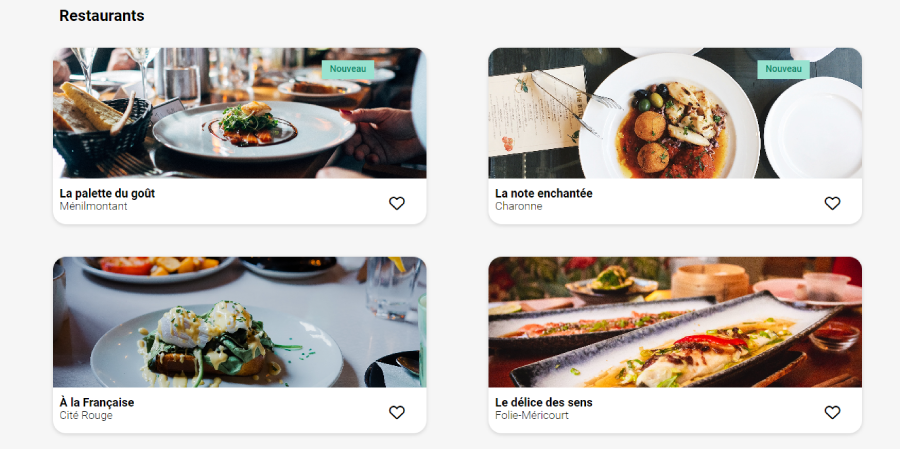 Restaurants
Nouveau
La palette du goût
Ménilmontant
Nouveau
La note enchantée
Charonne
À la Française
Cité Rouge
Le délice des sens
Folie-Méricourt